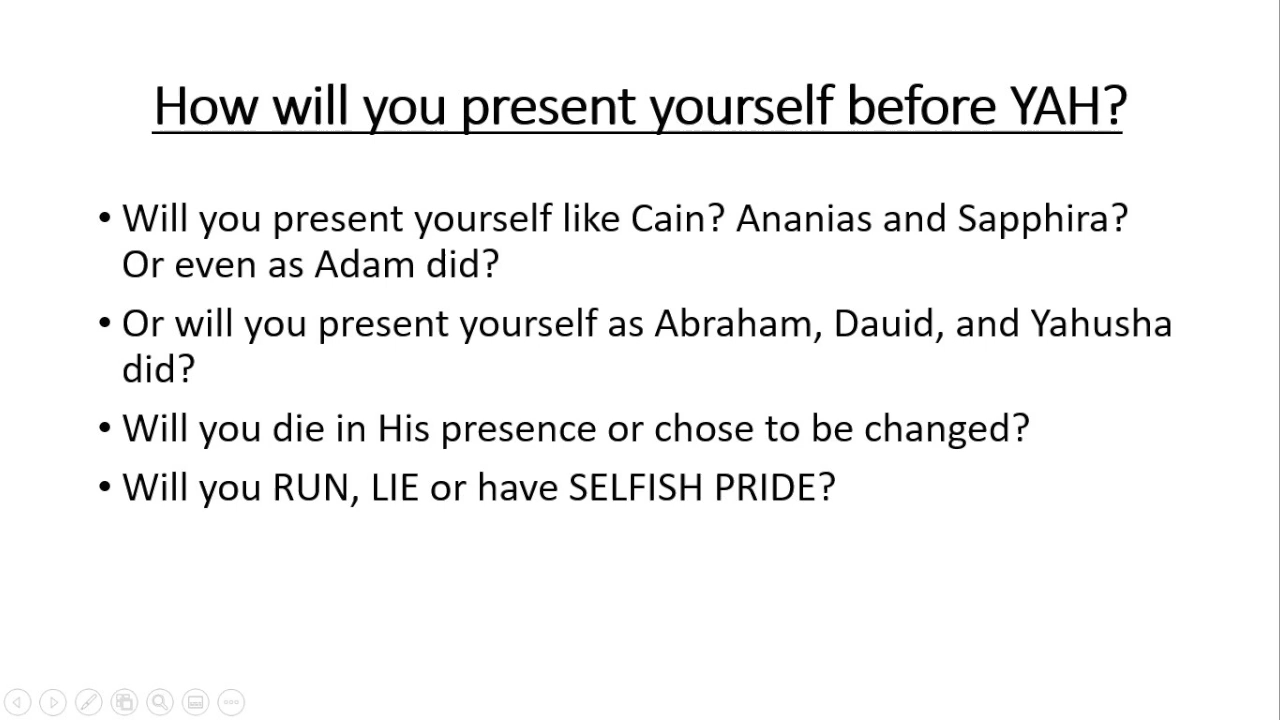 How will you present yourself before YAH?
• Will you present yourself like Cain? Ananias and Sapphira?
Or even as Adam did?
• Or will you present yourself as Abraham, Dauid, and Yahusha
did?
• Will you die in His presence or chose to be changed?
• Will you RUN, LIE or have SELFISH PRIDE?